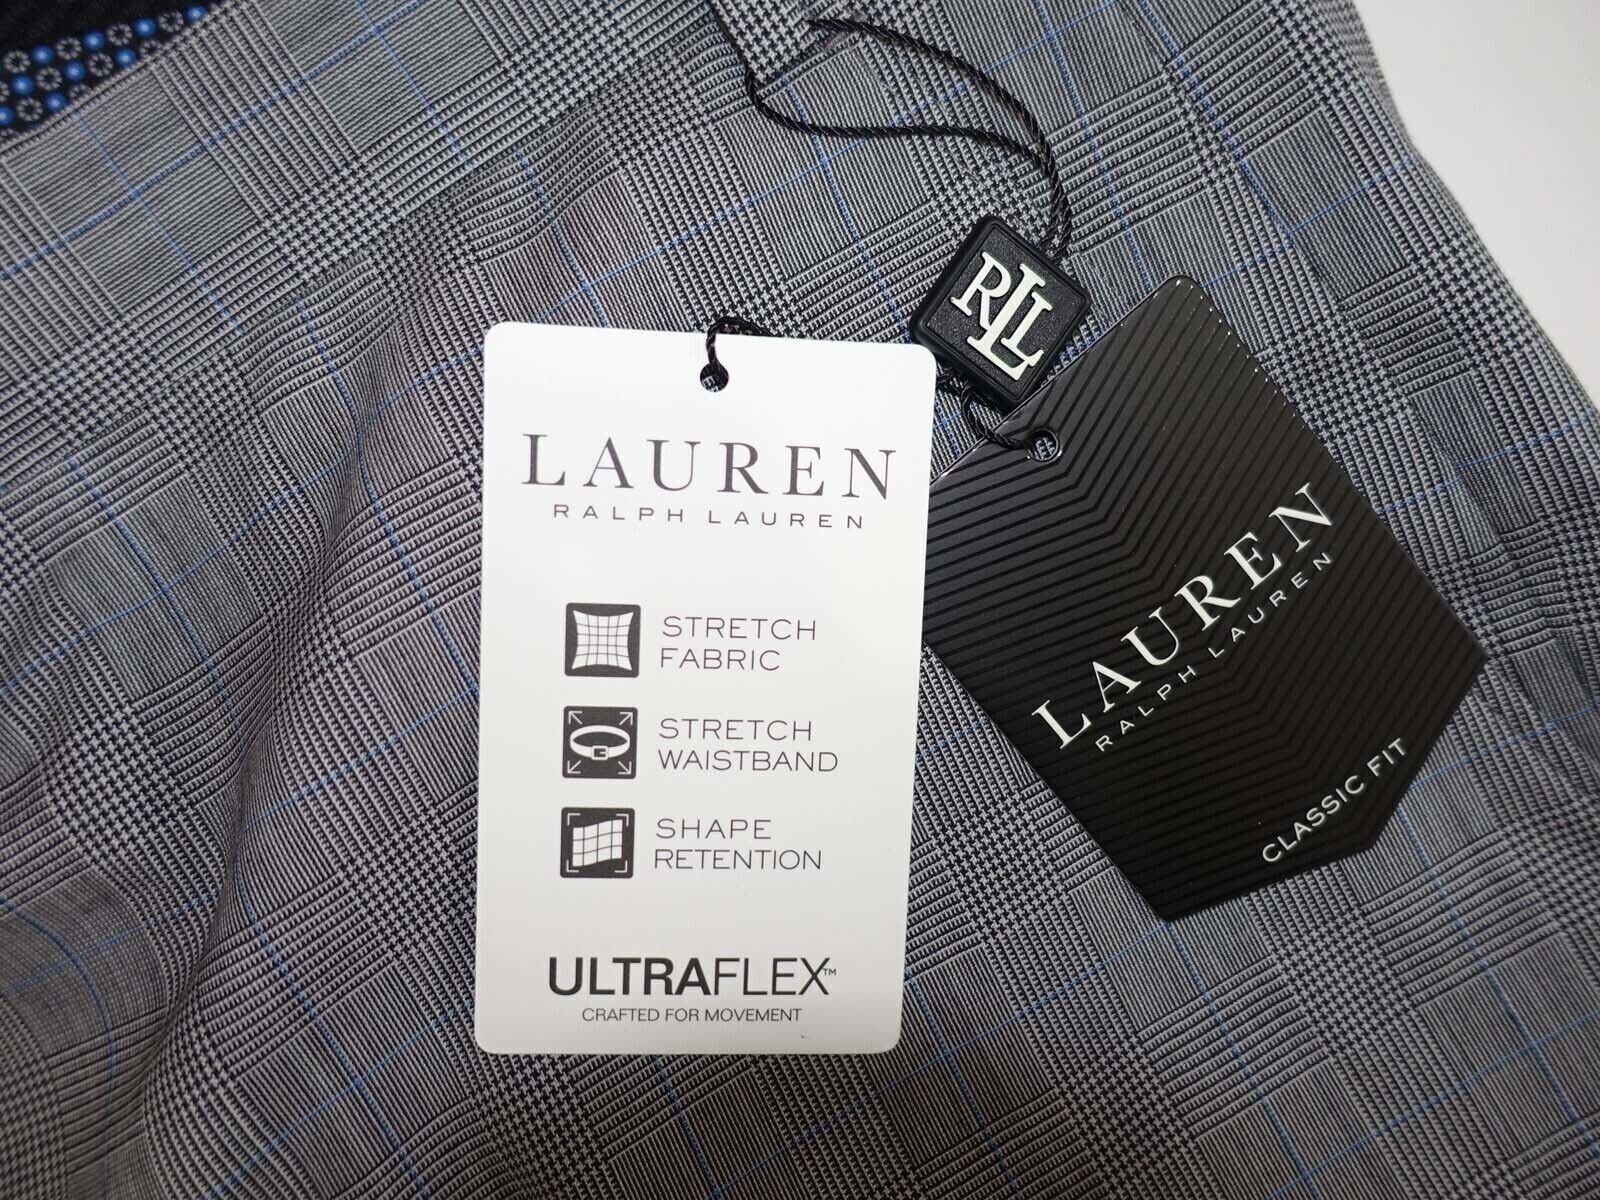 LAUREN
RALPH LAUREN
STRETCH
FABRIC
STRETCH
WAISTBAND
SHAPE
RETENTION
ULTRAFLEX™
CRAFTED FOR MOVEMENT
RLL
LAUREN
RALPH LAUREN
CLASSIC FIT